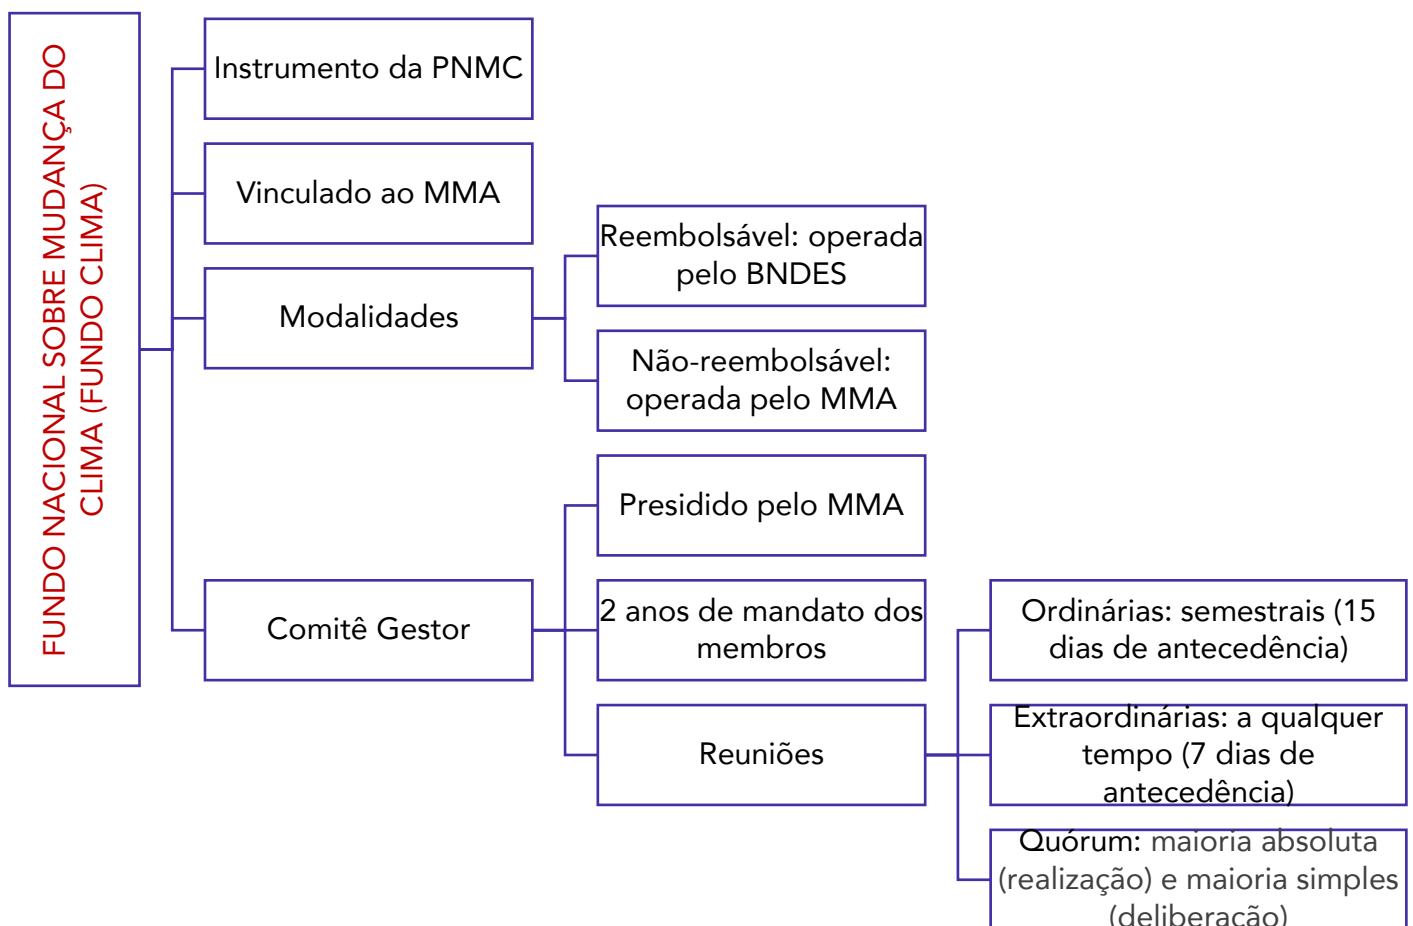 FUNDO NACIONAL SOBRE MUDANÇA DO
CLIMA (FUNDO CLIMA)
Instrumento da PNMC
Vinculado ao MMA
Modalidades
Reembolsável: operada
pelo BNDES
Não-reembolsável:
operada pelo MMA
Comitê Gestor
Presidido pelo MMA
2 anos de mandato dos
membros
Reuniões
Ordinárias: semestrais (15
dias de antecedência)
Extraordinárias: a qualquer
tempo (7 dias de
antecedência)
Quórum: maioria absoluta
(realização) e maioria simples
(deliberação)